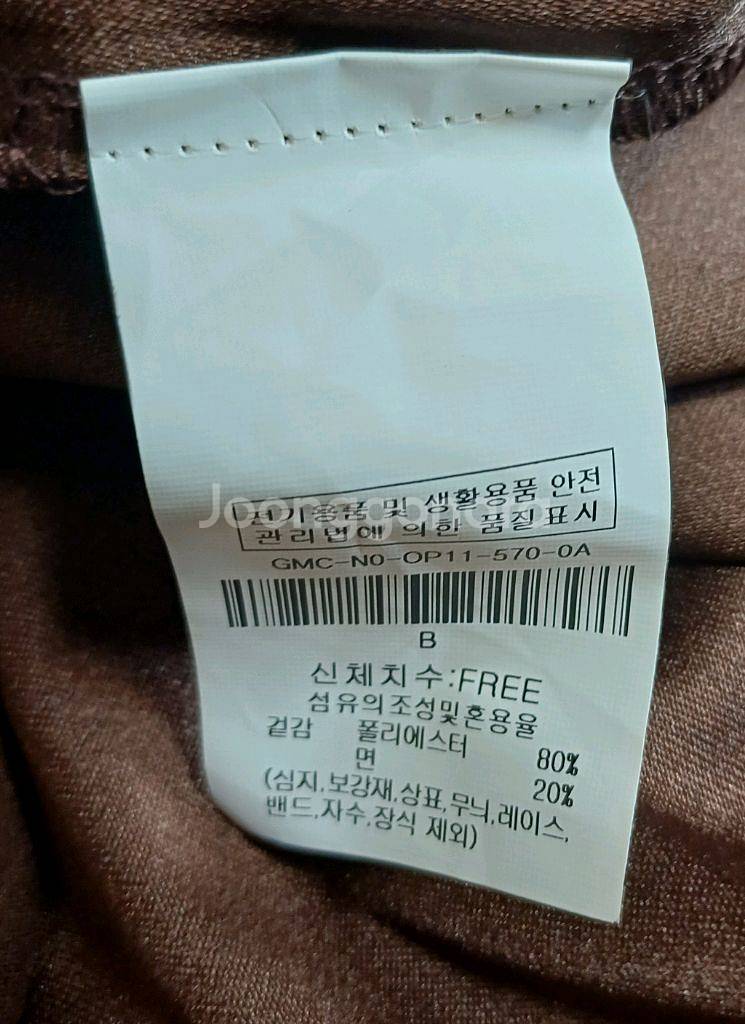 전기용품 및 생활용품 안전
관리법에 의한 품질표시
Joonggonara
GMC-N0-OP11-570-0A
B
신체치수:FREE
섬유의조성및혼용율
겉감 폴리에스터 80%
면 20%
(심지,보강재,상표,무늬,레이스,
밴드,자수,장식 제외)